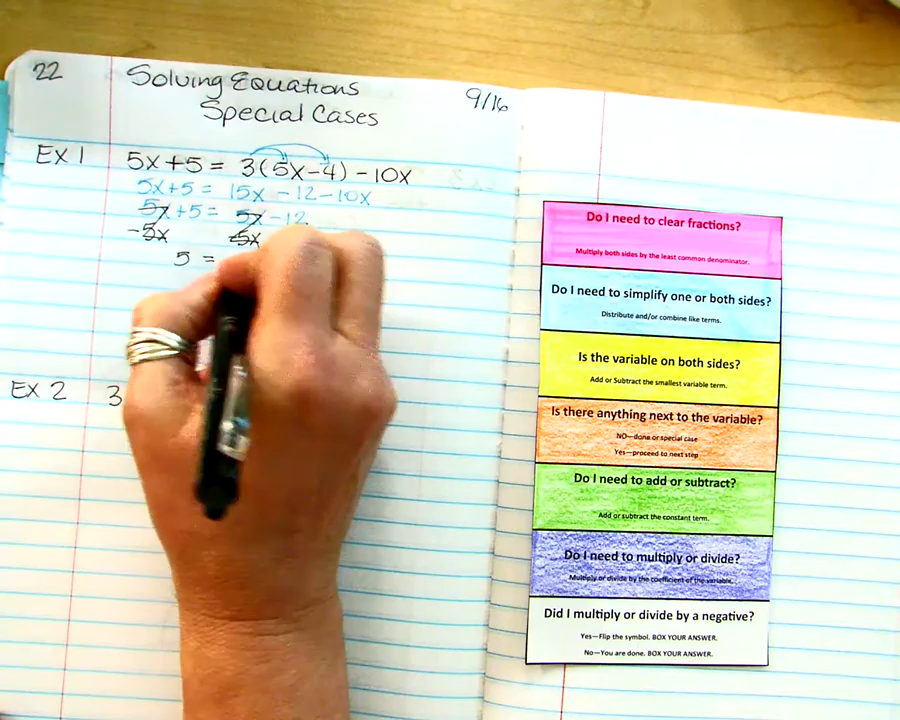 22
Solving Equations
Special Cases
9/16
Ex 1
5x + 5 = 3(5x - 4) - 10x
5x + 5 = 15x - 12 - 10x
5x + 5 = 5x - 12
-5x -5x
5 =
Ex 2 3
Do I need to clear fractions?
Multiply both sides by the least common denominator.
Do I need to simplify one or both sides?
Distribute and/or combine like terms.
Is the variable on both sides?
Add or Subtract the smallest variable term.
Is there anything next to the variable?
NO—done or special case
Yes—proceed to next step
Do I need to add or subtract?
Add or subtract the constant term.
Do I need to multiply or divide?
Multiply or divide by the coefficient of the variable.
Did I multiply or divide by a negative?
Yes—Flip the symbol. BOX YOUR ANSWER.
No—You are done. BOX YOUR ANSWER.